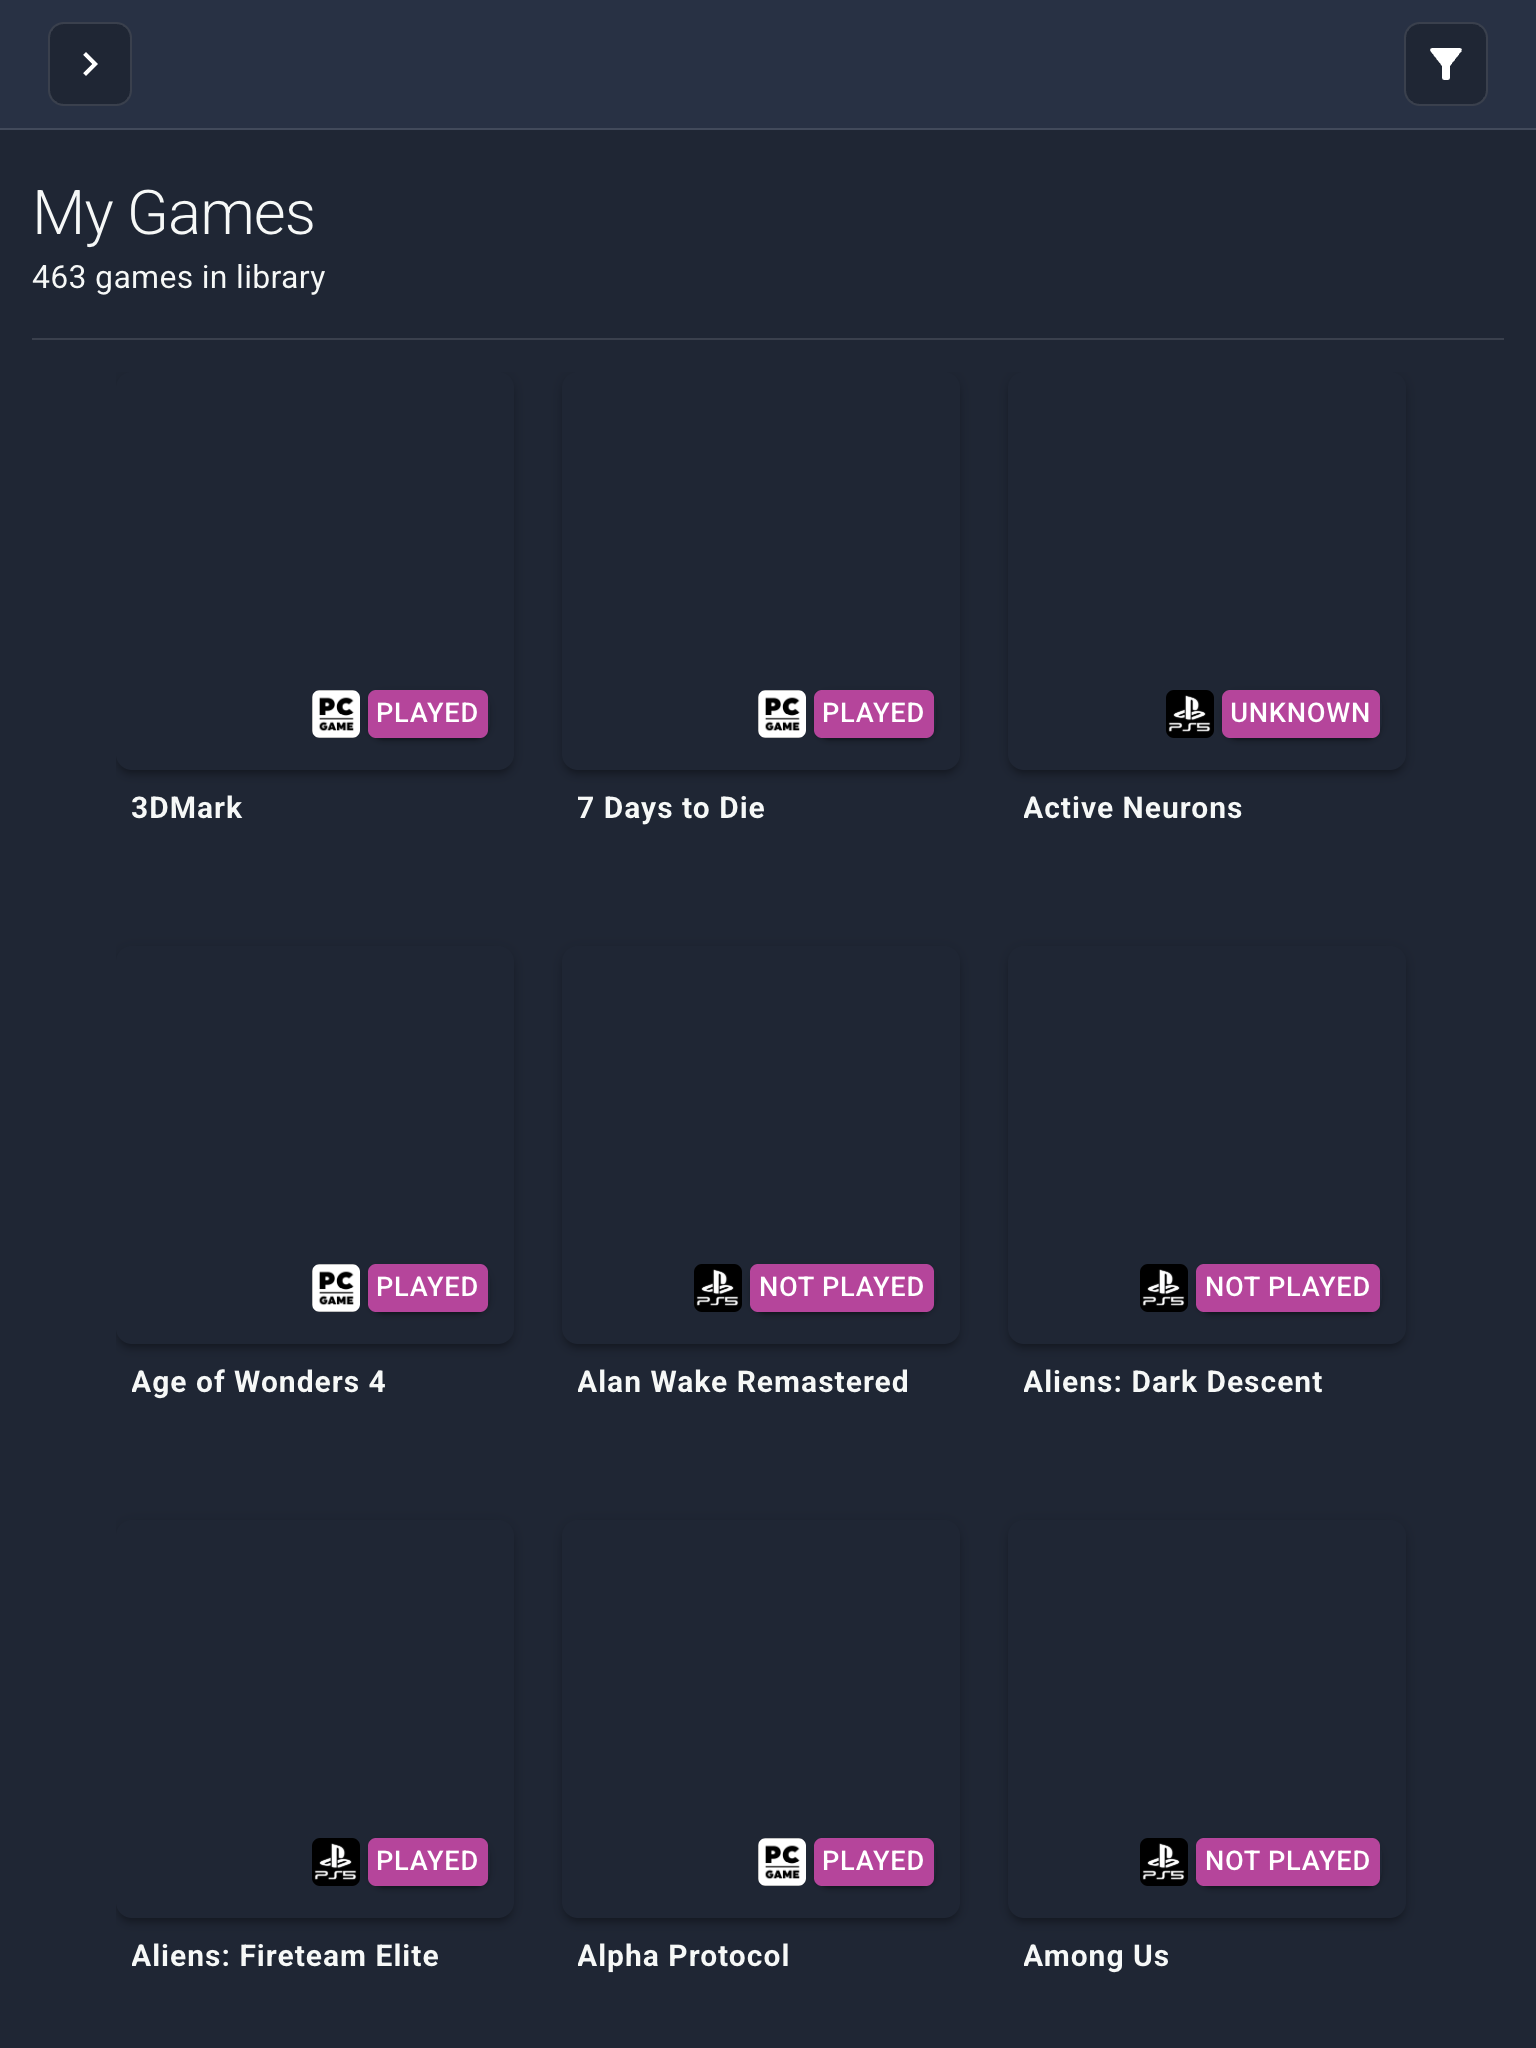 My Games
463 games in library
PC GAME PLAYED
PC GAME PLAYED
PS5 UNKNOWN
3DMark
7 Days to Die
Active Neurons
PC GAME PLAYED
PS5 NOT PLAYED
PS5 NOT PLAYED
Age of Wonders 4
Alan Wake Remastered
Aliens: Dark Descent
PS5 PLAYED
PC GAME PLAYED
PS5 NOT PLAYED
Aliens: Fireteam Elite
Alpha Protocol
Among Us